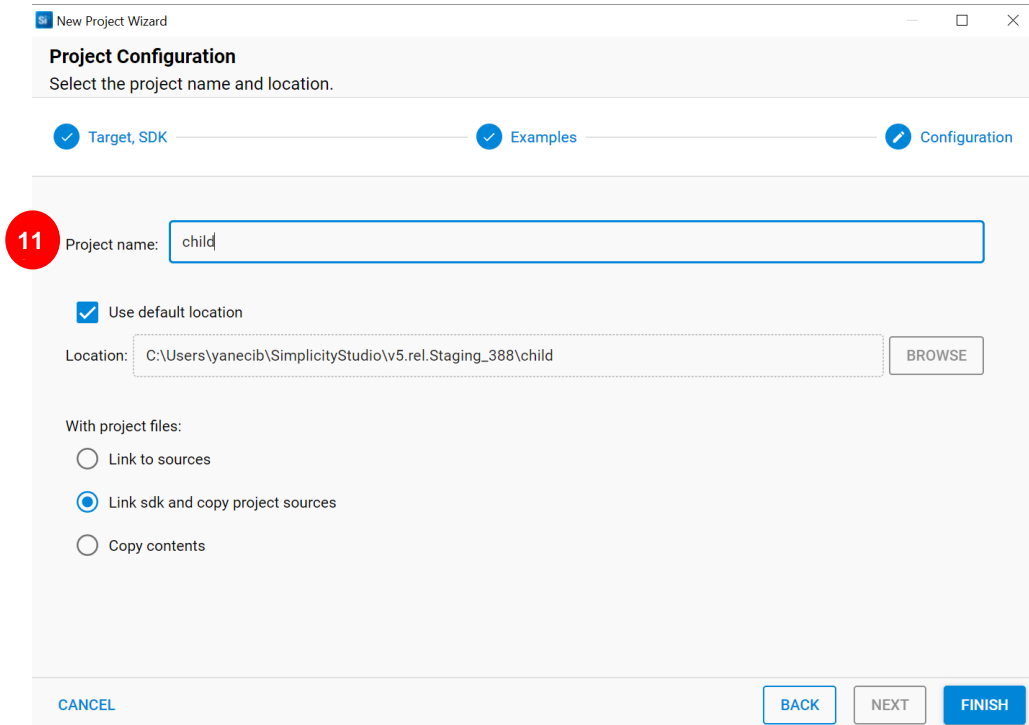 Si New Project Wizard
Project Configuration
Select the project name and location.
Target, SDK Examples Configuration
11 Project name: child
Use default location
Location: C:\Users\yanecib\SimplicityStudio\v5.rel.Staging_388\child BROWSE
With project files:
Link to sources
Link sdk and copy project sources
Copy contents
CANCEL BACK NEXT FINISH